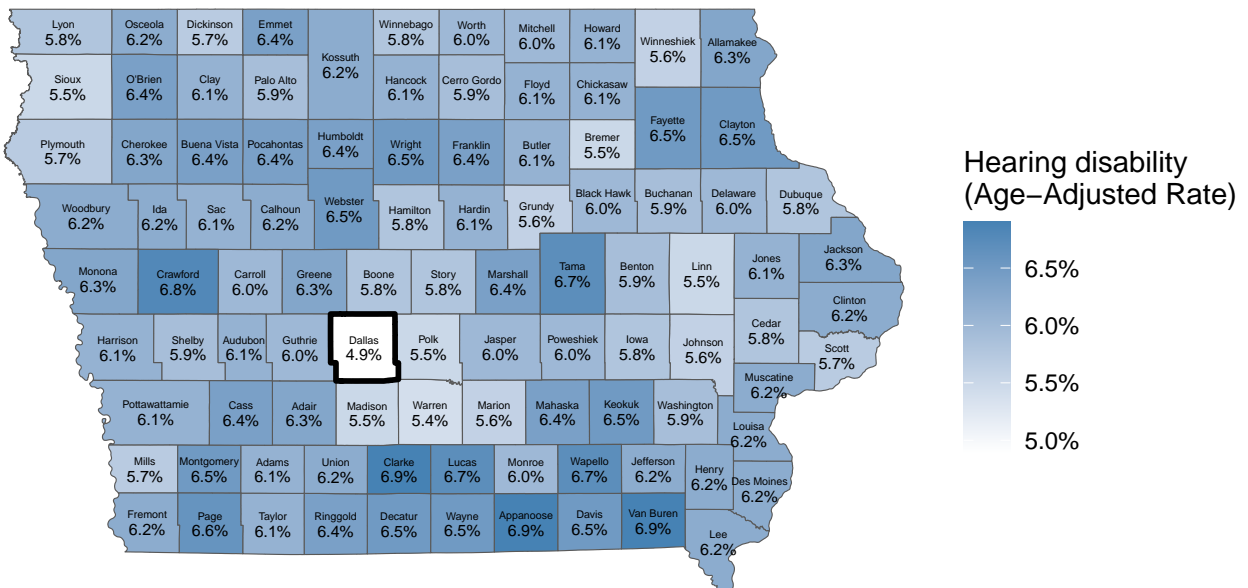 Lyon
5.8%
Osceola
6.2%
Dickinson
5.7%
Emmet
6.4%
Kossuth
6.2%
Winnebago
5.8%
Worth
6.0%
Mitchell
6.0%
Howard
6.1%
Winneshiek
5.6%
Allamakee
6.3%
Sioux
5.5%
O'Brien
6.4%
Clay
6.1%
Palo Alto
5.9%
Hancock
6.1%
Cerro Gordo
5.9%
Floyd
6.1%
Chickasaw
6.1%
Fayette
6.5%
Clayton
6.5%
Plymouth
5.7%
Cherokee
6.3%
Buena Vista
6.4%
Pocahontas
6.4%
Humboldt
6.4%
Wright
6.5%
Franklin
6.4%
Butler
6.1%
Bremer
5.5%
Woodbury
6.2%
Ida
6.2%
Sac
6.1%
Calhoun
6.2%
Webster
6.5%
Hamilton
5.8%
Hardin
6.1%
Grundy
5.6%
Black Hawk
6.0%
Buchanan
5.9%
Delaware
6.0%
Dubuque
5.8%
Monona
6.3%
Crawford
6.8%
Carroll
6.0%
Greene
6.3%
Boone
5.8%
Story
5.8%
Marshall
6.4%
Tama
6.7%
Benton
5.9%
Linn
5.5%
Jones
6.1%
Jackson
6.3%
Clinton
6.2%
Harrison
6.1%
Shelby
5.9%
Audubon
6.1%
Guthrie
6.0%
Dallas
4.9%
Polk
5.5%
Jasper
6.0%
Poweshiek
6.0%
Iowa
5.8%
Johnson
5.6%
Cedar
5.8%
Scott
5.7%
Muscatine
6.2%
Pottawattamie
6.1%
Cass
6.4%
Adair
6.3%
Madison
5.5%
Warren
5.4%
Marion
5.6%
Mahaska
6.4%
Keokuk
6.5%
Washington
5.9%
Louisa
6.2%
Mills
5.7%
Montgomery
6.5%
Adams
6.1%
Union
6.2%
Clarke
6.9%
Lucas
6.7%
Monroe
6.0%
Wapello
6.7%
Jefferson
6.2%
Henry
6.2%
Des Moines
6.2%
Fremont
6.2%
Page
6.6%
Taylor
6.1%
Ringgold
6.4%
Decatur
6.5%
Wayne
6.5%
Appanoose
6.9%
Davis
6.5%
Van Buren
6.9%
Lee
6.2%
Hearing disability
(Age−Adjusted Rate)
6.5%
6.0%
5.5%
5.0%